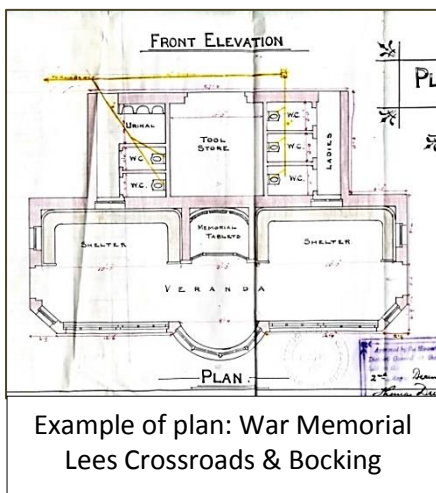 FRONT ELEVATION
URINAL
W.C.
W.C.
TOOL
STORE
W.C.
W.C.
W.C.
LADIES
SHELTER
MEMORIAL
TABLETS
SHELTER
VERANDA
PLAN
Example of plan: War Memorial
Lees Crossroads & Bocking